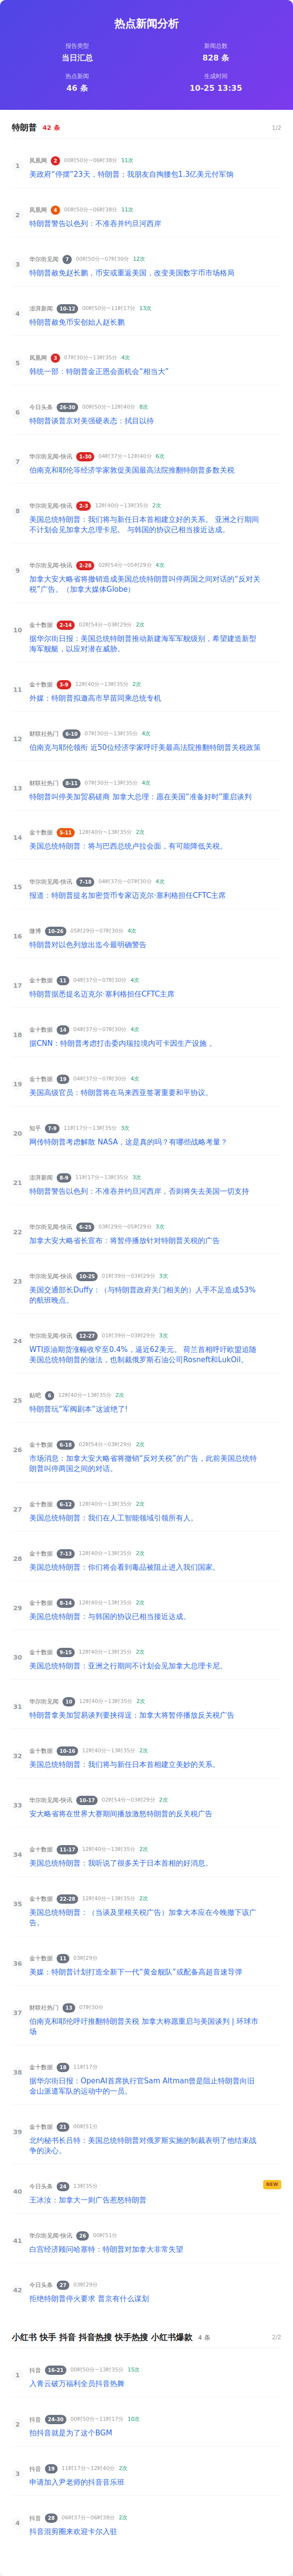 热点新闻分析
报告类型
新闻总数
当日汇总
828 条
热点新闻
生成时间
46 条
10-25 13:35
特朗普 42 条 1/2
1
凤凰网 2 00时50分~06时38分 11次
美政府“停摆”23天，特朗普：我朋友自掏腰包1.3亿美元付军饷
2
凤凰网 4 00时50分~06时38分 11次
特朗普警告以色列：不准吞并约旦河西岸
3
华尔街见闻 7 00时50分~07时30分 12次
特朗普赦免赵长鹏，币安或重返美国，改变美国数字货币市场格局
4
澎湃新闻 10-12 00时50分~11时17分 13次
特朗普赦免币安创始人赵长鹏
5
凤凰网 3 07时30分~13时35分 4次
韩统一部：特朗普金正恩会面机会“相当大”
6
今日头条 26-30 00时50分~12时40分 8次
特朗普谈普京对美强硬表态：拭目以待
7
华尔街见闻-快讯 1-30 04时37分~12时40分 6次
伯南克和耶伦等经济学家敦促美国最高法院推翻特朗普多数关税
8
华尔街见闻-快讯 2-3 12时40分~13时35分 2次
美国总统特朗普：我们将与新任日本首相建立好的关系。 亚洲之行期间
不计划会见加拿大总理卡尼。 与韩国的协议已相当接近达成。
9
华尔街见闻-快讯 2-28 02时54分~05时29分 4次
加拿大安大略省将撤销造成美国总统特朗普叫停两国之间对话的“反对关
税”广告。（加拿大媒体Globe）
10
金十数据 2-14 02时54分~03时29分 2次
据华尔街日报：美国总统特朗普推动新建海军军舰级别，希望建造新型
海军舰艇，以应对潜在威胁。
11
金十数据 3-9 12时40分~13时35分 2次
外媒：特朗普拟邀高市早苗同乘总统专机
12
财联社热门 6-10 07时30分~13时35分 4次
伯南克与耶伦领衔 近50位经济学家呼吁美最高法院推翻特朗普关税政策
13
财联社热门 8-11 07时30分~13时35分 4次
特朗普叫停美加贸易磋商 加拿大总理：愿在美国“准备好时”重启谈判
14
金十数据 5-11 12时40分~13时35分 2次
美国总统特朗普：将与巴西总统卢拉会面，有可能降低关税。
15
华尔街见闻-快讯 7-18 04时37分~07时30分 4次
报道：特朗普提名加密货币专家迈克尔·塞利格担任CFTC主席
16
微博 10-26 05时29分~07时30分 4次
特朗普对以色列放出迄今最明确警告
17
金十数据 11 04时37分~07时30分 4次
特朗普据悉提名迈克尔·塞利格担任CFTC主席
18
金十数据 14 04时37分~07时30分 4次
据CNN：特朗普考虑打击委内瑞拉境内可卡因生产设施 。
19
金十数据 19 04时37分~07时30分 4次
美国高级官员：特朗普将在马来西亚签署重要和平协议。
20
知乎 7-9 11时17分~13时35分 3次
网传特朗普考虑解散 NASA，这是真的吗？有哪些战略考量？
21
澎湃新闻 8-9 11时17分~13时35分 3次
特朗普警告以色列：不准吞并约旦河西岸，否则将失去美国一切支持
22
华尔街见闻-快讯 6-25 03时29分~05时29分 3次
加拿大安大略省长宣布：将暂停播放针对特朗普关税的广告
23
华尔街见闻-快讯 10-25 01时39分~03时29分 3次
美国交通部长Duffy：（与特朗普政府关门相关的）人手不足造成53%
的航班晚点。
24
华尔街见闻-快讯 12-27 01时39分~03时29分 3次
WTI原油期货涨幅收窄至0.4%，逼近62美元。 荷兰首相呼吁欧盟追随
美国总统特朗普的做法，也制裁俄罗斯石油公司Rosneft和LukOil。
25
贴吧 6 12时40分~13时35分 2次
特朗普玩“军阀剧本”这波绝了!
26
金十数据 6-18 02时54分~03时29分 2次
市场消息：加拿大安大略省将撤销“反对关税”的广告，此前美国总统特
朗普叫停两国之间的对话。
27
金十数据 6-12 12时40分~13时35分 2次
美国总统特朗普：我们在人工智能领域引领所有人。
28
金十数据 7-13 12时40分~13时35分 2次
美国总统特朗普：你们将会看到毒品被阻止进入我们国家。
29
金十数据 8-14 12时40分~13时35分 2次
美国总统特朗普：与韩国的协议已相当接近达成。
30
金十数据 9-15 12时40分~13时35分 2次
美国总统特朗普：亚洲之行期间不计划会见加拿大总理卡尼。
31
华尔街见闻 10 12时40分~13时35分 2次
特朗普拿美加贸易谈判要挟得逞：加拿大将暂停播放反关税广告
32
金十数据 10-16 12时40分~13时35分 2次
美国总统特朗普：我们将与新任日本首相建立美妙的关系。
33
华尔街见闻-快讯 10-17 02时54分~03时29分 2次
安大略省将在世界大赛期间播放激怒特朗普的反关税广告
34
金十数据 11-17 12时40分~13时35分 2次
美国总统特朗普：我听说了很多关于日本首相的好消息。
35
金十数据 22-28 12时40分~13时35分 2次
美国总统特朗普：（当谈及里根关税广告）加拿大本应在今晚撤下该广
告。
36
金十数据 11 03时29分
美媒：特朗普计划打造全新下一代“黄金舰队”或配备高超音速导弹
37
财联社热门 13 07时30分
伯南克和耶伦呼吁推翻特朗普关税 加拿大称愿重启与美国谈判 | 环球市
场
38
金十数据 18 11时17分
据华尔街日报：OpenAI首席执行官Sam Altman曾是阻止特朗普向旧
金山派遣军队的运动中的一员。
39
金十数据 21 00时51分
北约秘书长吕特：美国总统特朗普对俄罗斯实施的制裁表明了他结束战
争的决心。
40
今日头条 24 13时35分 NEW
王冰汝：加拿大一则广告惹怒特朗普
41
华尔街见闻-快讯 26 00时51分
白宫经济顾问哈塞特：特朗普对加拿大非常失望
42
今日头条 27 03时29分
拒绝特朗普停火要求 普京有什么谋划
小红书 快手 抖音 抖音热搜 快手热搜 小红书爆款 4 条 2/2
1
抖音 16-21 00时50分~13时35分 15次
入青云破万福利全员抖音热舞
2
抖音 24-30 00时50分~11时17分 10次
拍抖音就是为了这个BGM
3
抖音 19 11时17分~12时40分 2次
申请加入尹老师的抖音音乐班
4
抖音 28 06时37分~06时38分 2次
抖音混剪圈来欢迎卡尔入驻